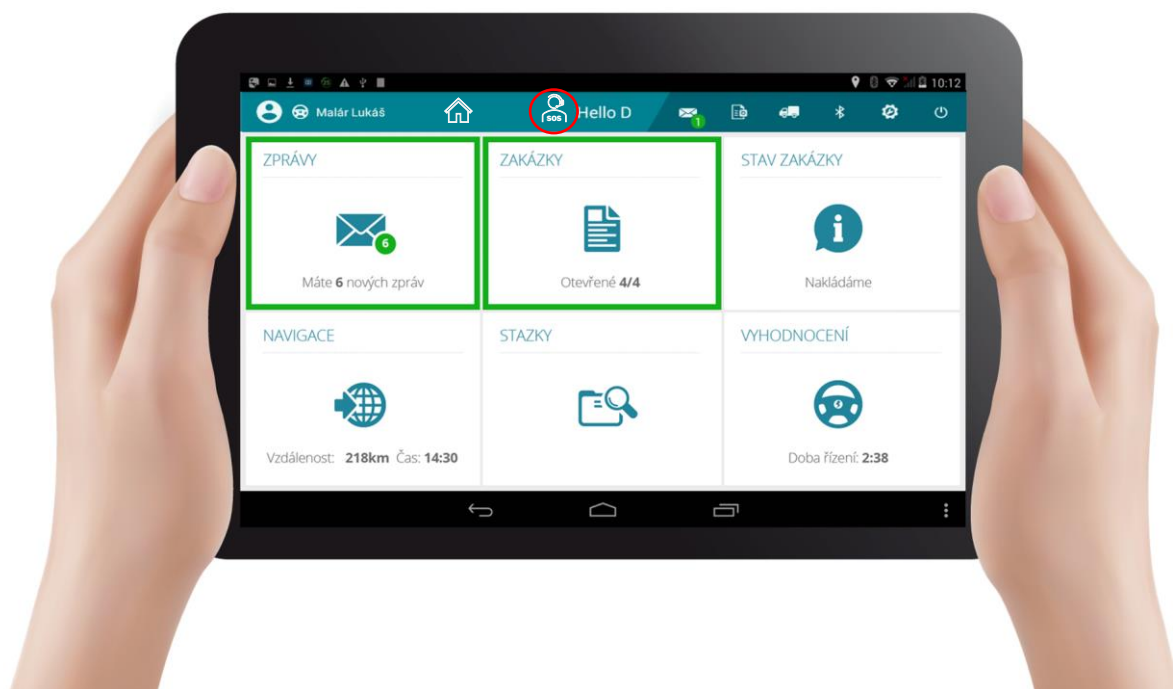 10:12
Malár Lukáš
SOS
Hello D
1
ZPRÁVY
ZAKÁZKY
STAV ZAKÁZKY
6
Máte 6 nových zpráv
Otevřené 4/4
Nakládáme
NAVIGACE
STAZKY
VYHODNOCENÍ
Vzdálenost: 218km Čas: 14:30
Doba řízení: 2:38